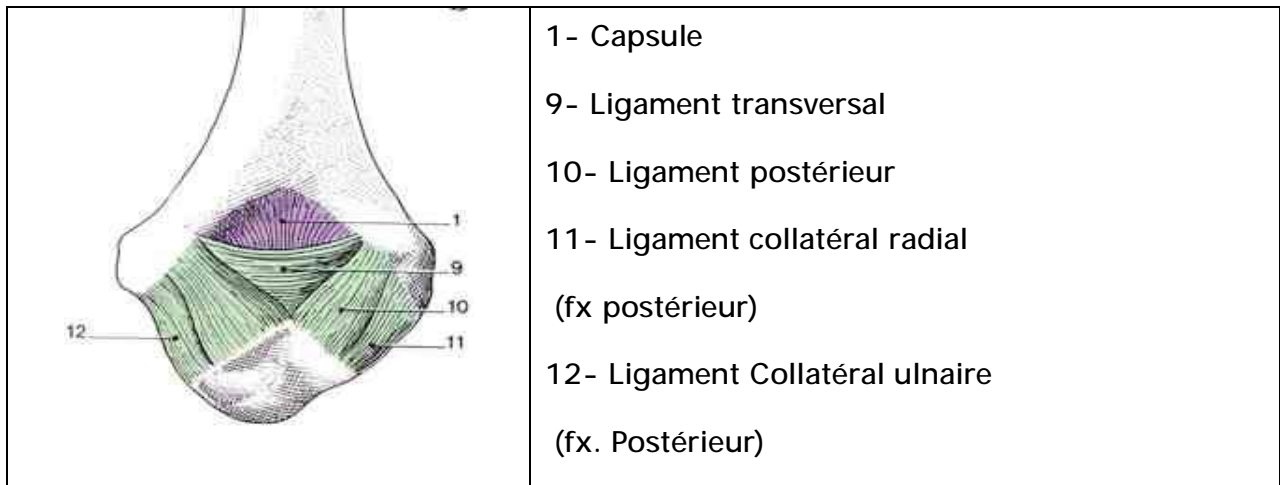 1- Capsule
9- Ligament transversal
10- Ligament postérieur
11- Ligament collatéral radial
(fx postérieur)
12- Ligament Collatéral ulnaire
(fx. Postérieur)
1
9
10
11
12